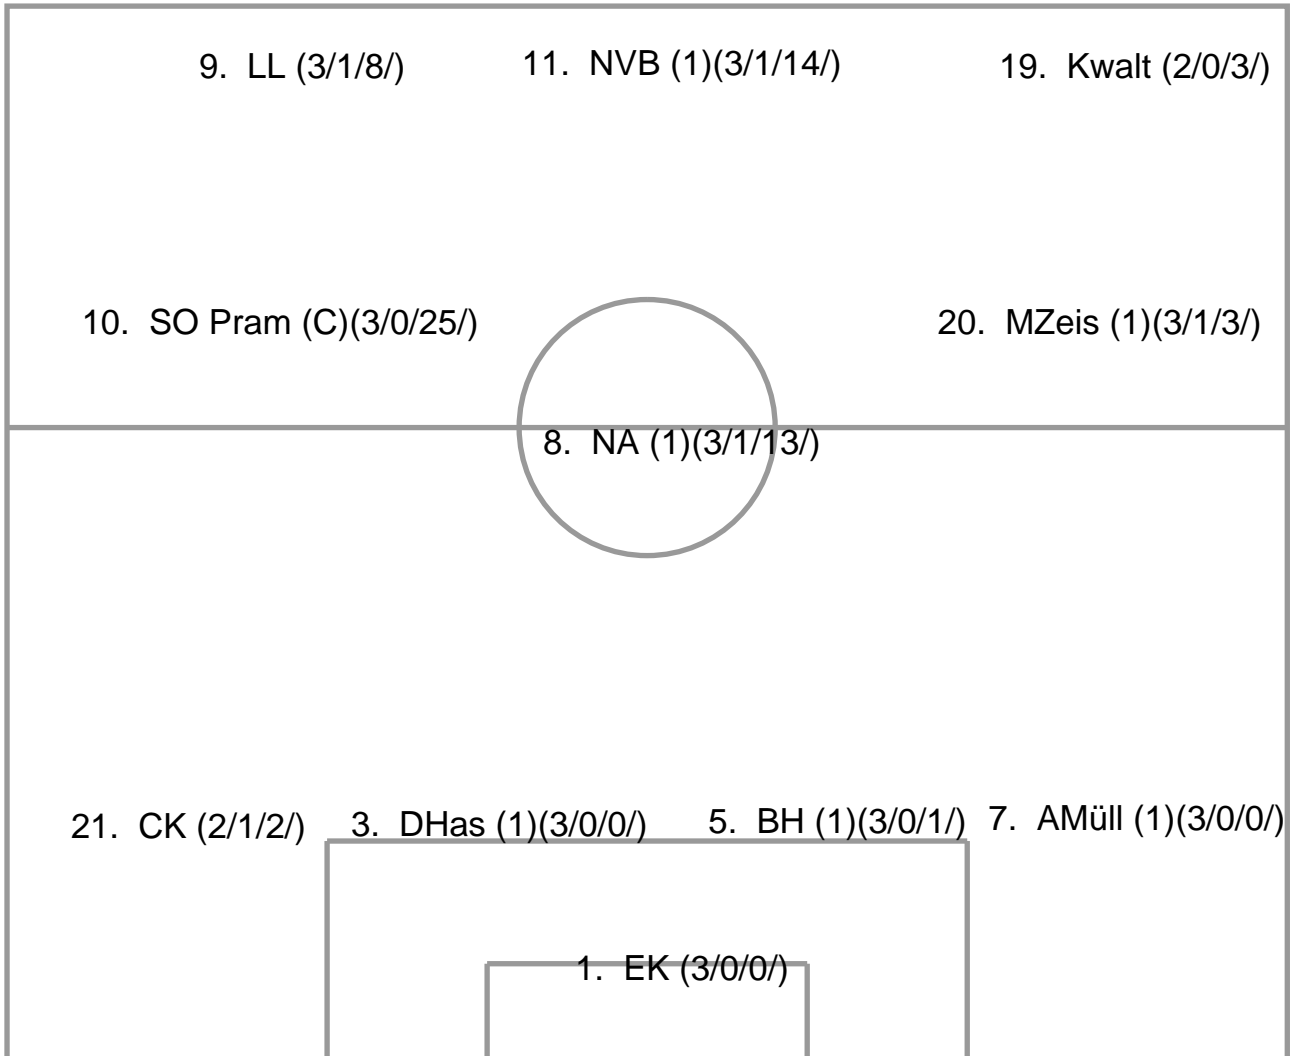 9. LL (3/1/8/)
11. NVB (1)(3/1/14/)
19. Kwalt (2/0/3/)
10. SO Pram (C)(3/0/25/)
20. MZeis (1)(3/1/3/)
8. NA (1)(3/1/13/)
21. CK (2/1/2/)
3. DHas (1)(3/0/0/)
5. BH (1)(3/0/1/)
7. AMüll (1)(3/0/0/)
1. EK (3/0/0/)